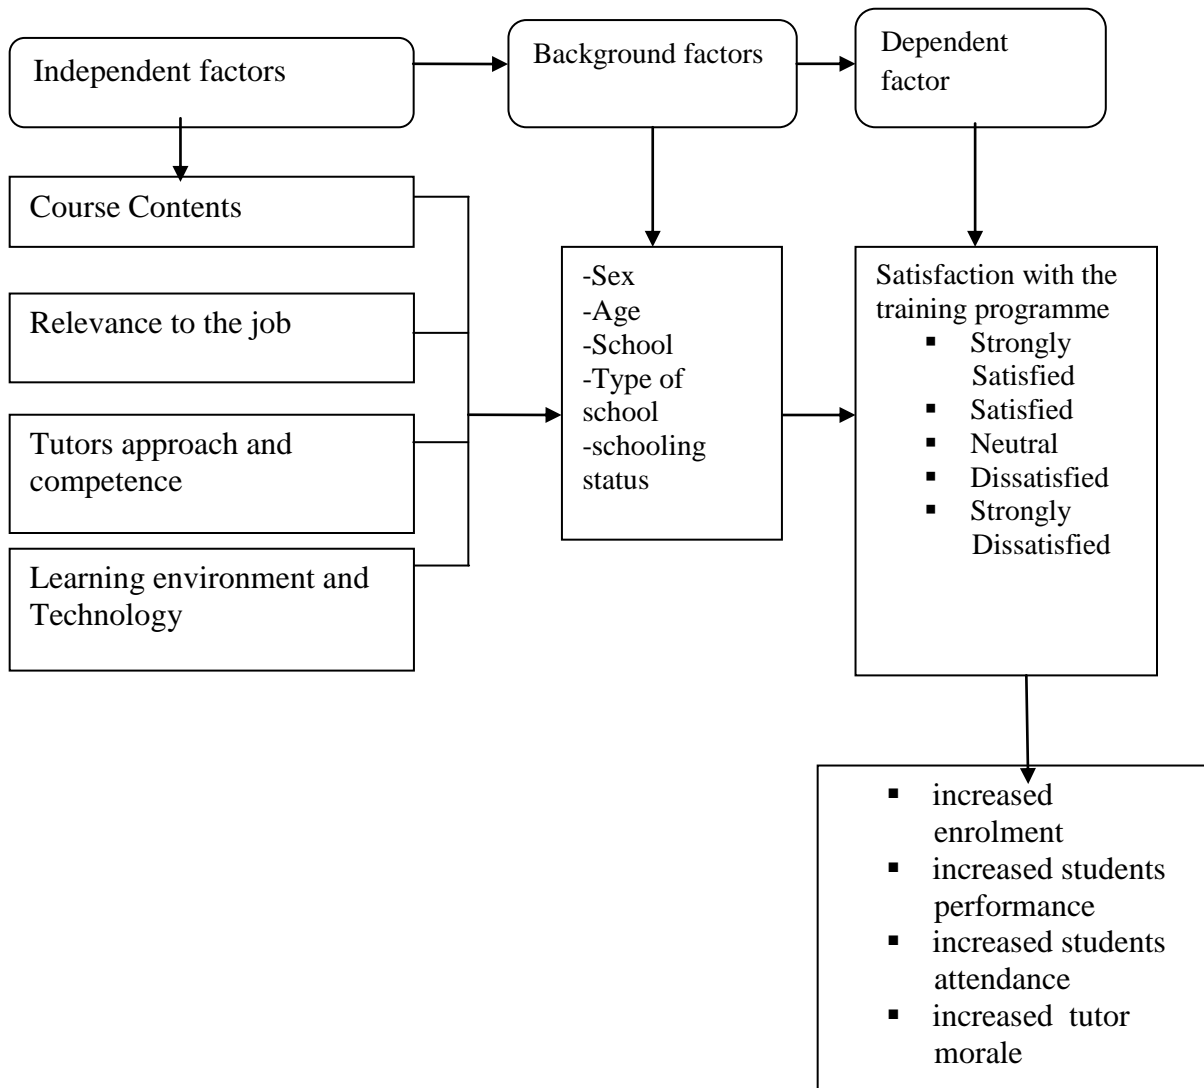 Independent factors
Background factors
Dependent
factor
Course Contents
Relevance to the job
Tutors approach and
competence
Learning environment and
Technology
-Sex
-Age
-School
-Type of
school
-schooling
status
Satisfaction with the
training programme
▪ Strongly
Satisfied
▪ Satisfied
▪ Neutral
▪ Dissatisfied
▪ Strongly
Dissatisfied
▪ increased
enrolment
▪ increased students
performance
▪ increased students
attendance
▪ increased tutor
morale